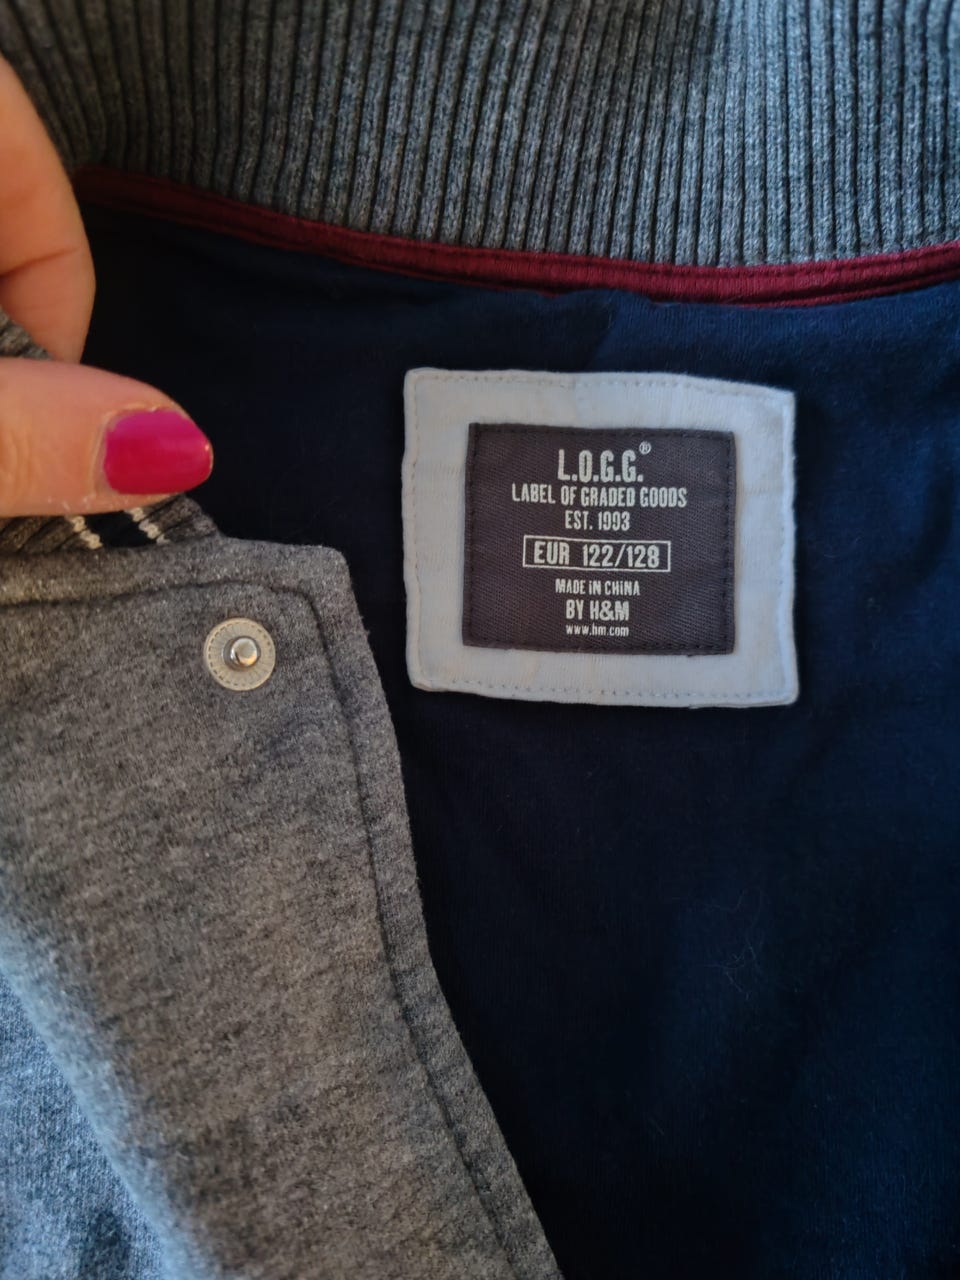 L.O.G.G.®
LABEL OF GRADED GOODS
EST. 1993
EUR 122/128
MADE IN CHINA
BY H&M
www.hm.com